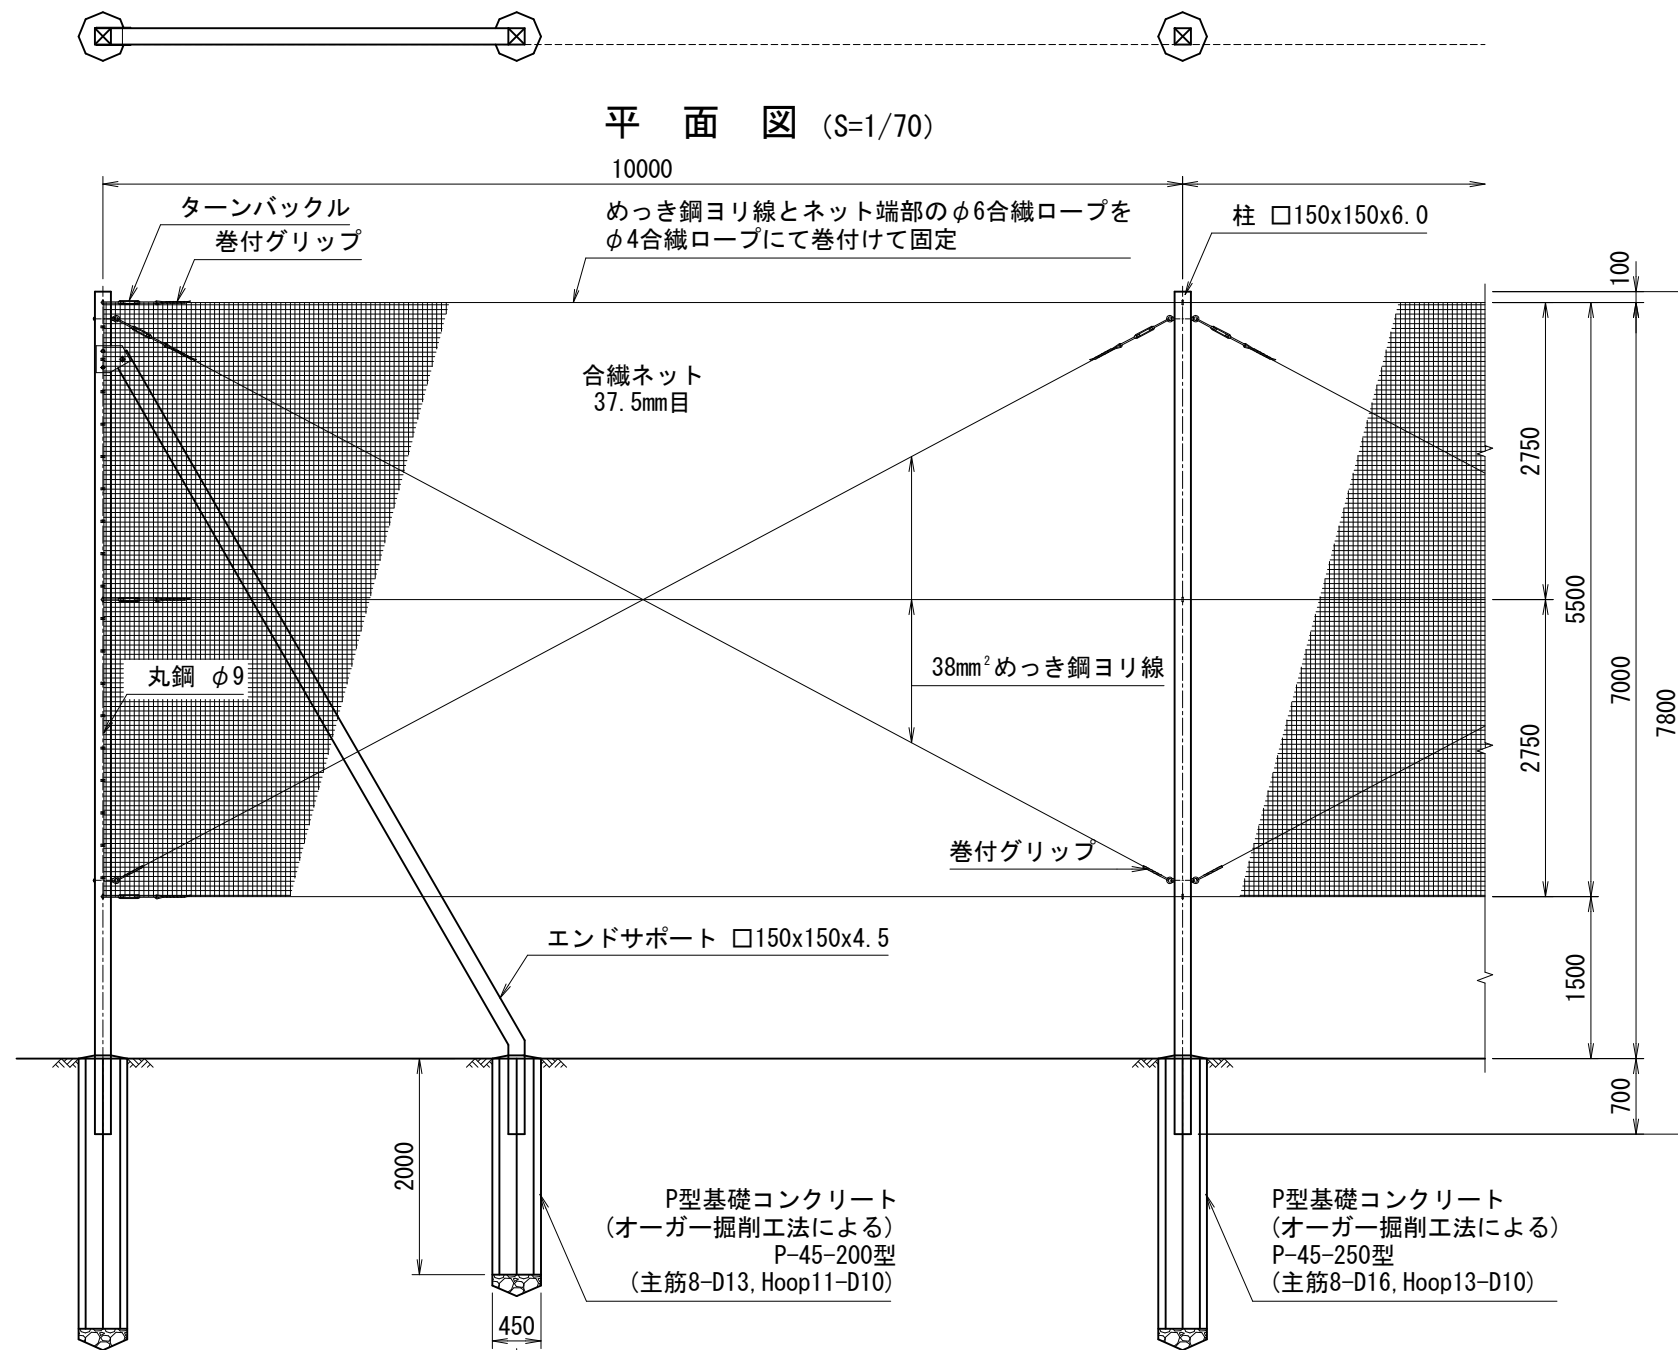 平 面 図 (S=1/70)
10000
ターンバックル
巻付グリップ
めっき鋼ヨリ線とネット端部のφ6合繊ロープを
φ4合繊ロープにて巻付けて固定
柱 □150x150x6.0
100
合繊ネット
37.5mm目
2750
5500
7000
7800
丸鋼 φ9
38mm²めっき鋼ヨリ線
2750
巻付グリップ
エンドサポート □150x150x4.5
1500
700
2000
P型基礎コンクリート
(オーガー掘削工法による)
P-45-200型
(主筋8-D13,Hoop11-D10)
P型基礎コンクリート
(オーガー掘削工法による)
P-45-250型
(主筋8-D16,Hoop13-D10)
450